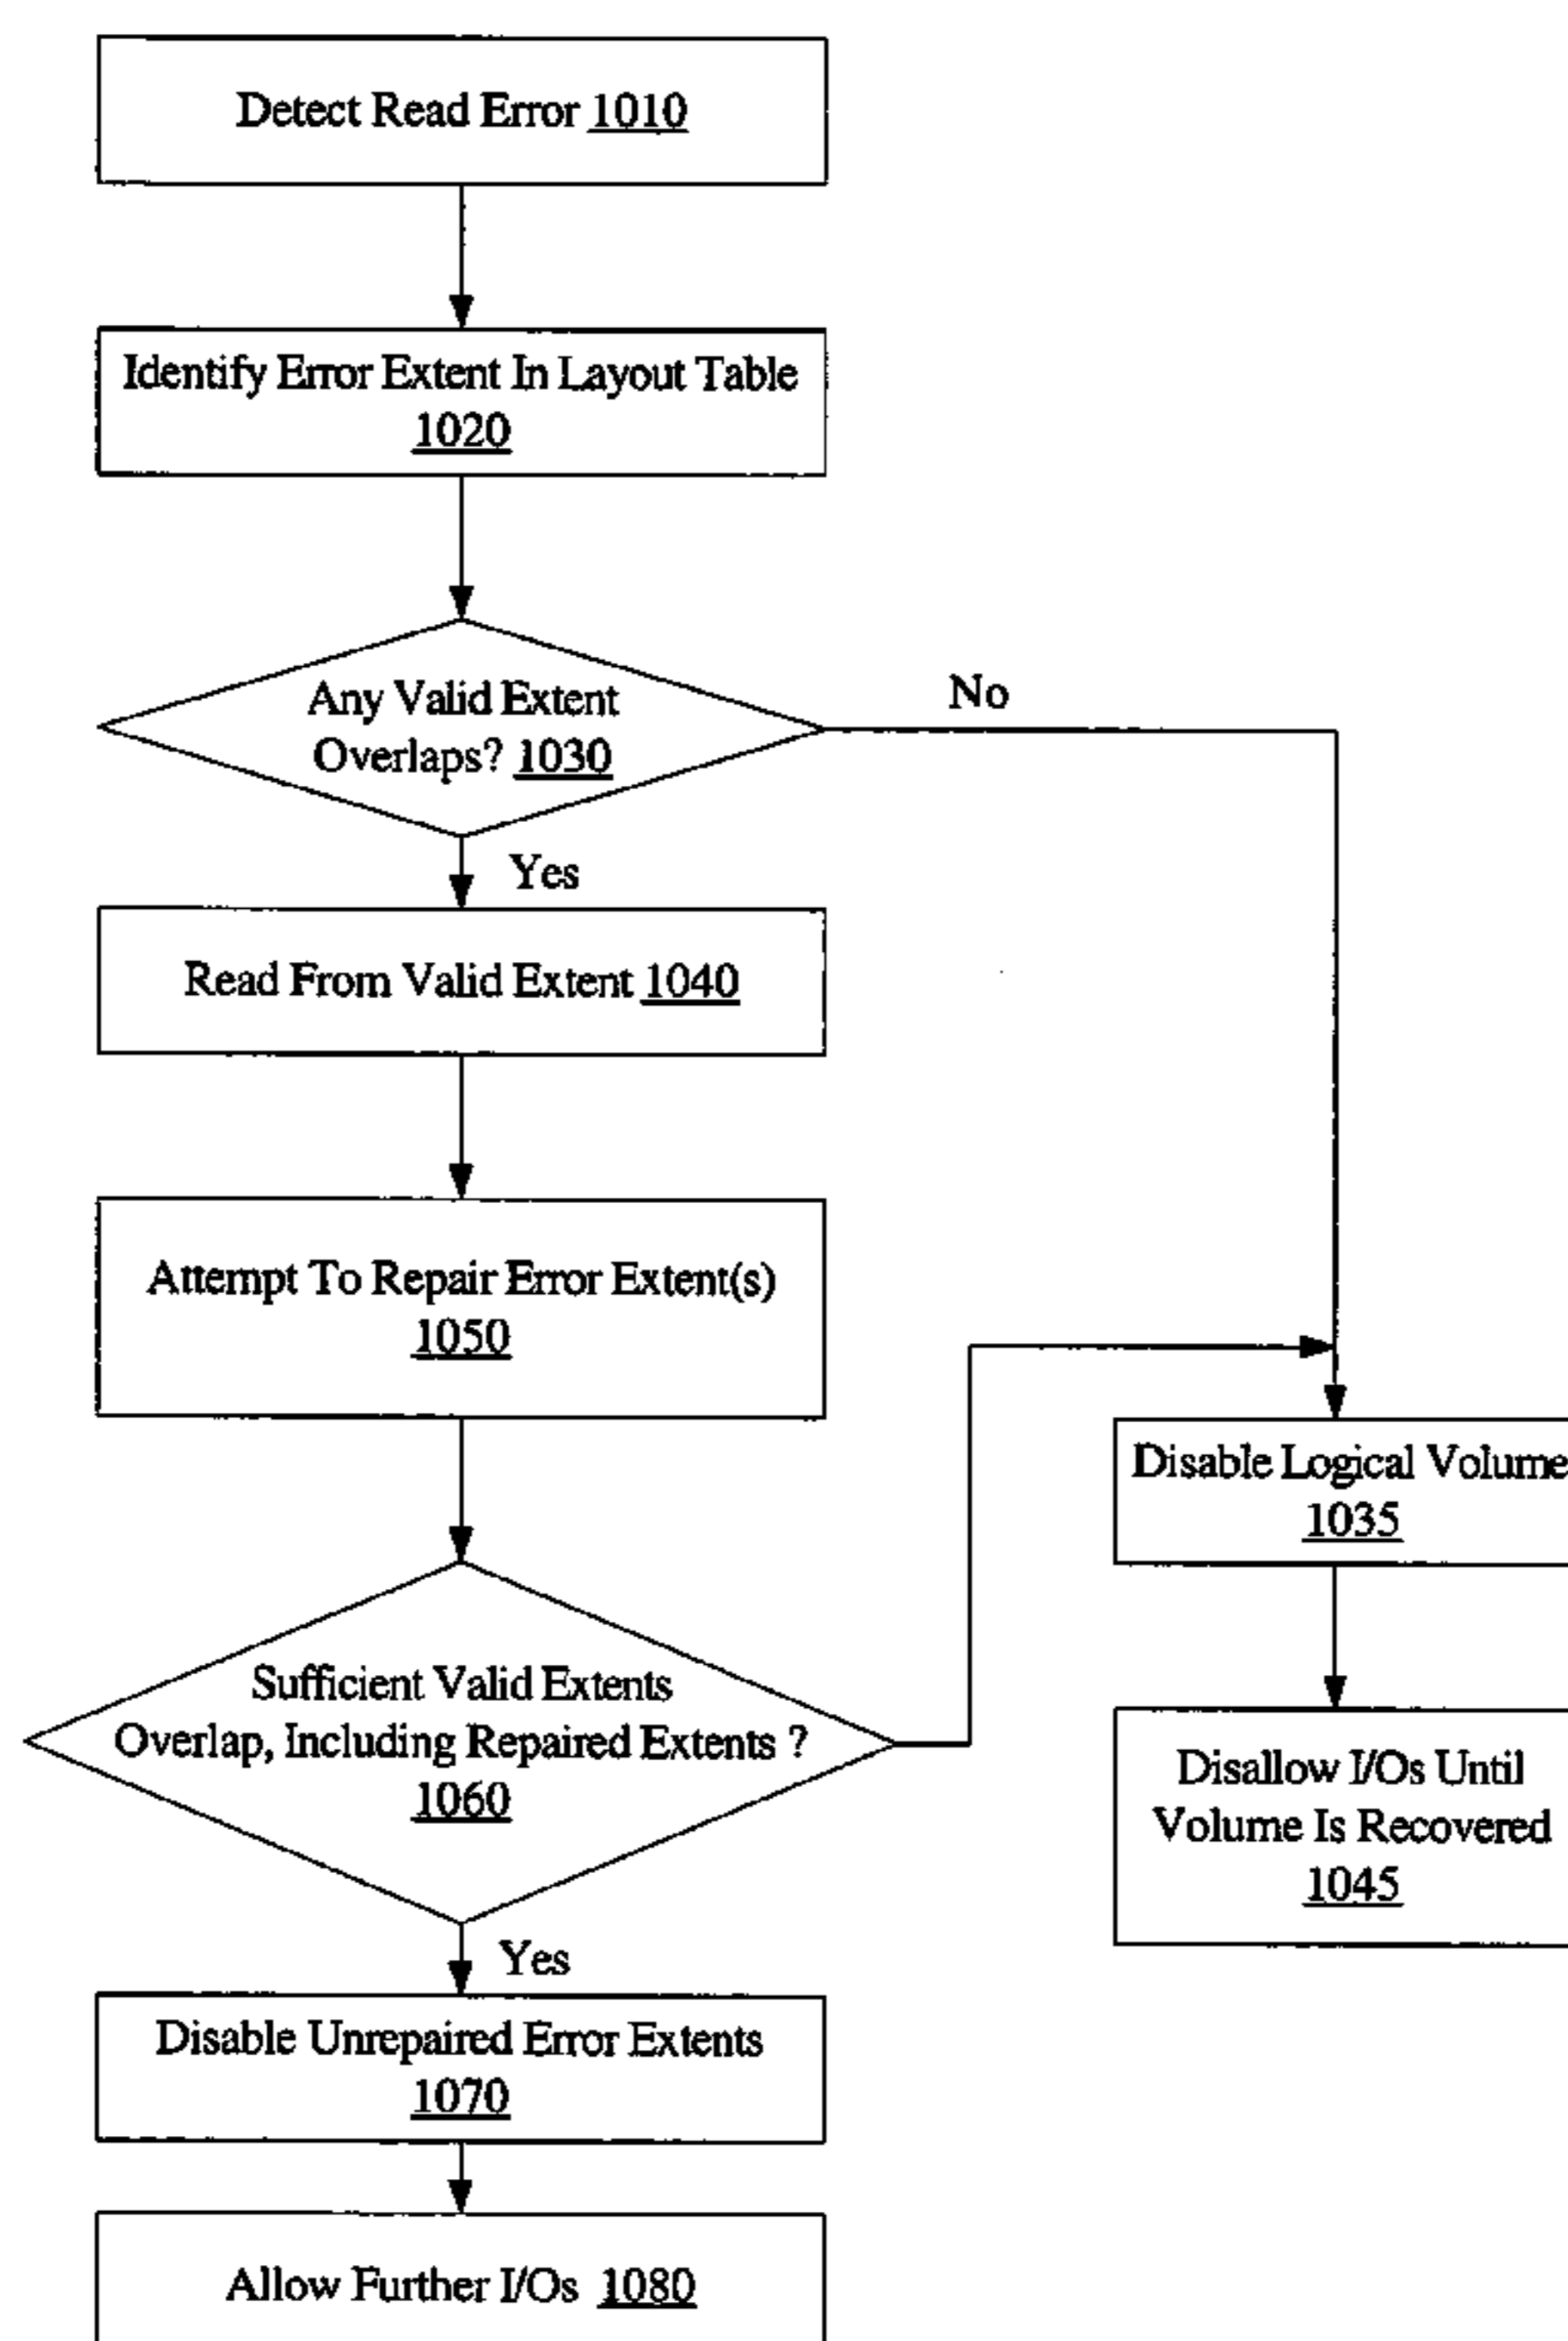 Detect Read Error 1010
Identify Error Extent In Layout Table
1020
Any Valid Extent
Overlaps? 1030
No
Yes
Read From Valid Extent 1040
Attempt To Repair Error Extent(s)
1050
Disable Logical Volume
1035
Sufficient Valid Extents
Overlap, Including Repaired Extents ?
1060
Disallow I/Os Until
Volume Is Recovered
1045
Yes
Disable Unrepaired Error Extents
1070
Allow Further I/Os 1080